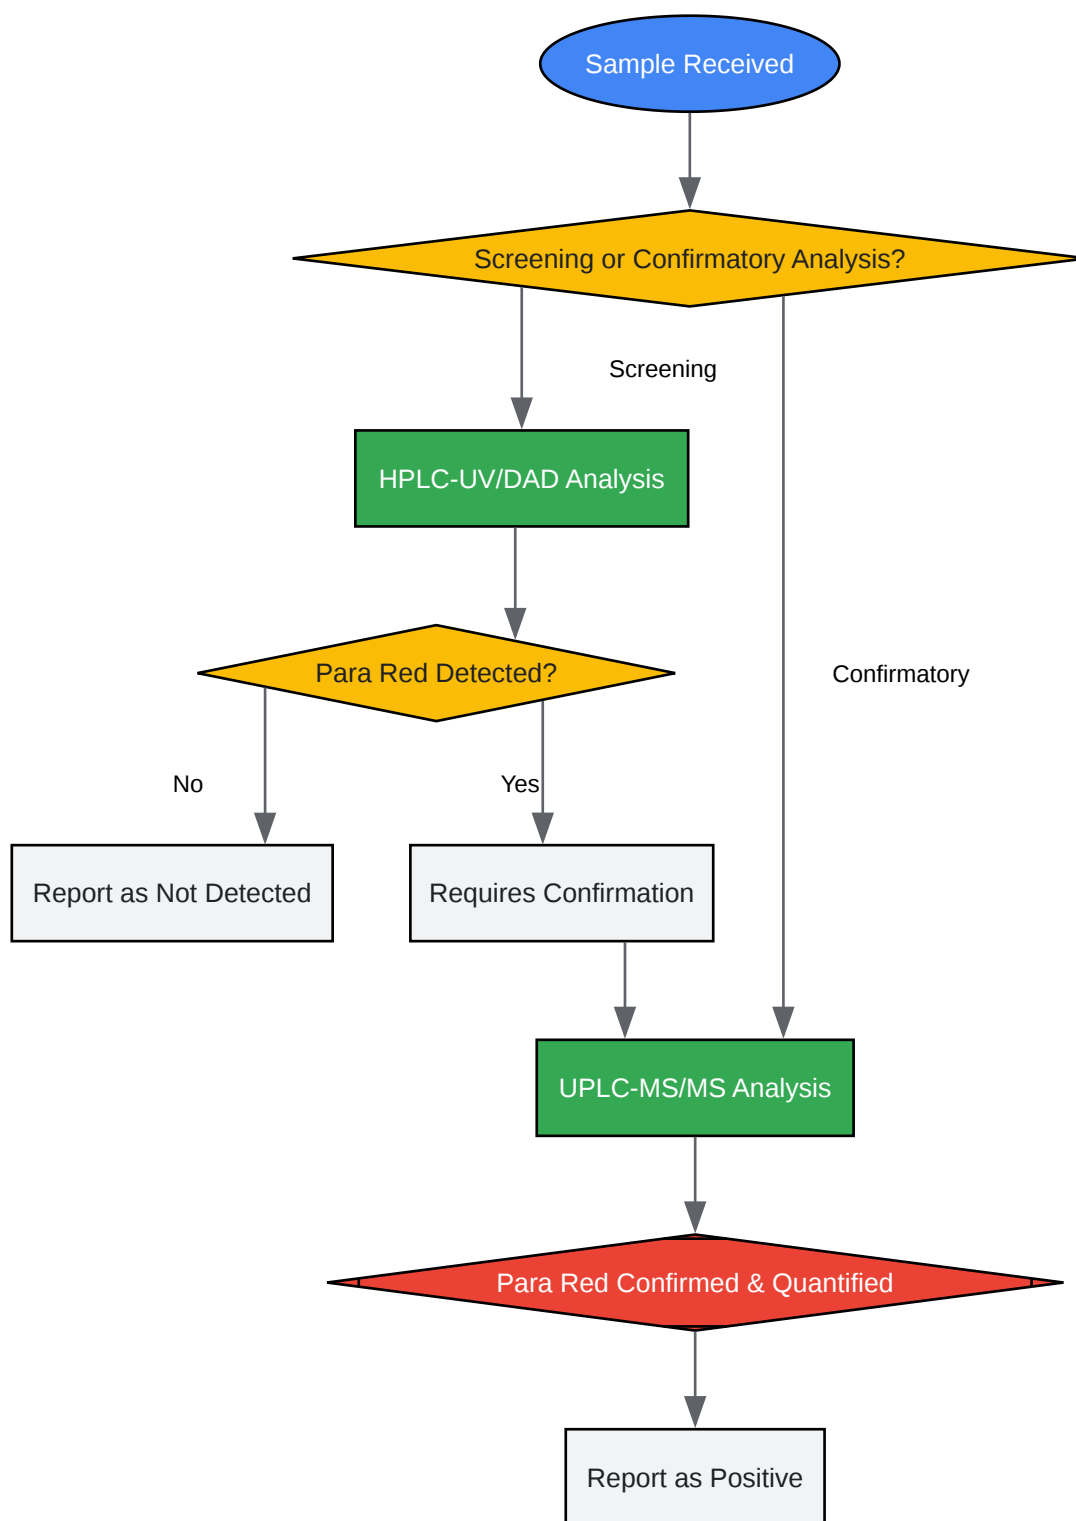 Sample Received
Screening or Confirmatory Analysis?
Screening
HPLC-UV/DAD Analysis
Para Red Detected?
Confirmatory
No
Yes
Report as Not Detected
Requires Confirmation
UPLC-MS/MS Analysis
Para Red Confirmed & Quantified
Report as Positive